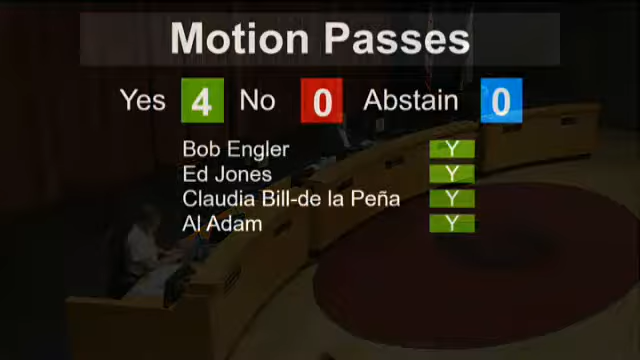 Motion Passes
Yes 4 No 0 Abstain 0
Bob Engler Y
Ed Jones Y
Claudia Bill-de la Peña Y
Al Adam Y